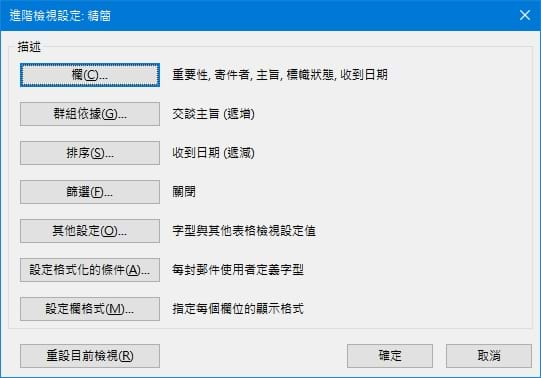 進階檢視設定: 精簡
描述
欄(C)... 重要性, 寄件者, 主旨, 標幟狀態, 收到日期
群組依據(G)... 交談主旨 (遞增)
排序(S)... 收到日期 (遞減)
篩選(F)... 關閉
其他設定(O)... 字型與其他表格檢視設定值
設定格式化的條件(A)... 每封郵件使用者定義字型
設定欄格式(M)... 指定每個欄位的顯示格式
重設目前檢視(R) 確定 取消